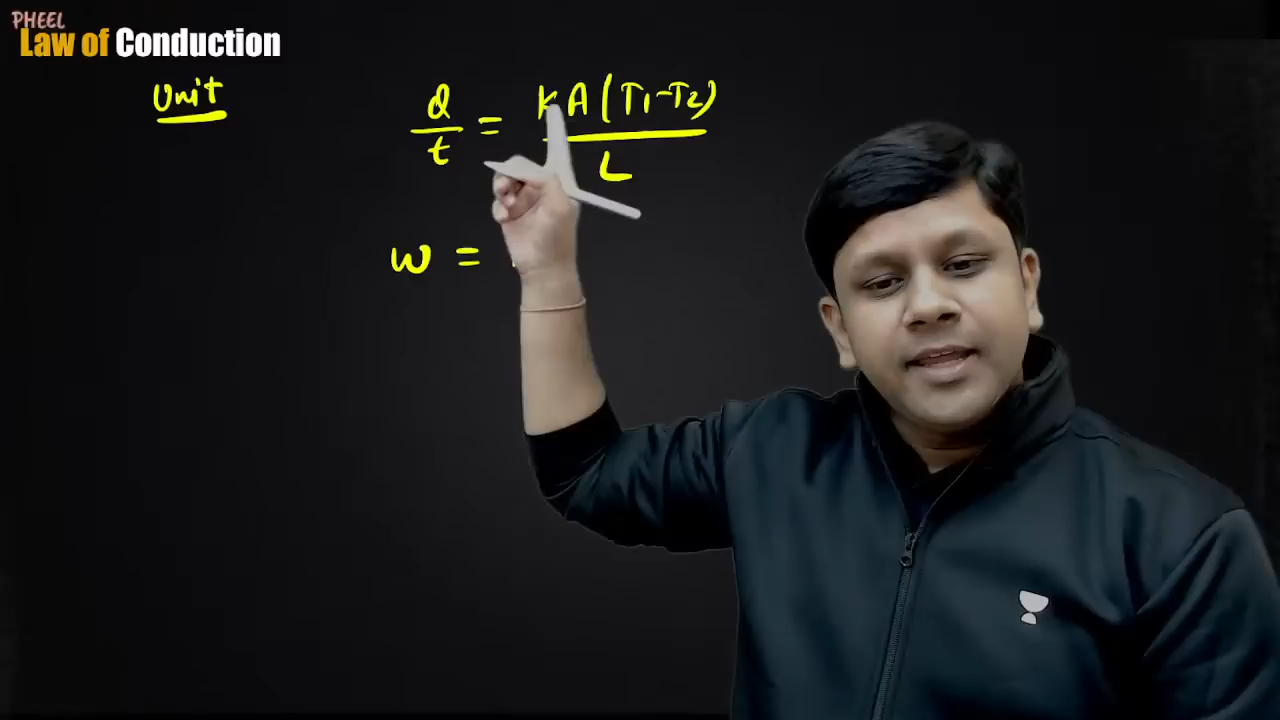 PHEEL
Law of Conduction
Unit
Q/t = KA(T1-T2)/L
W =